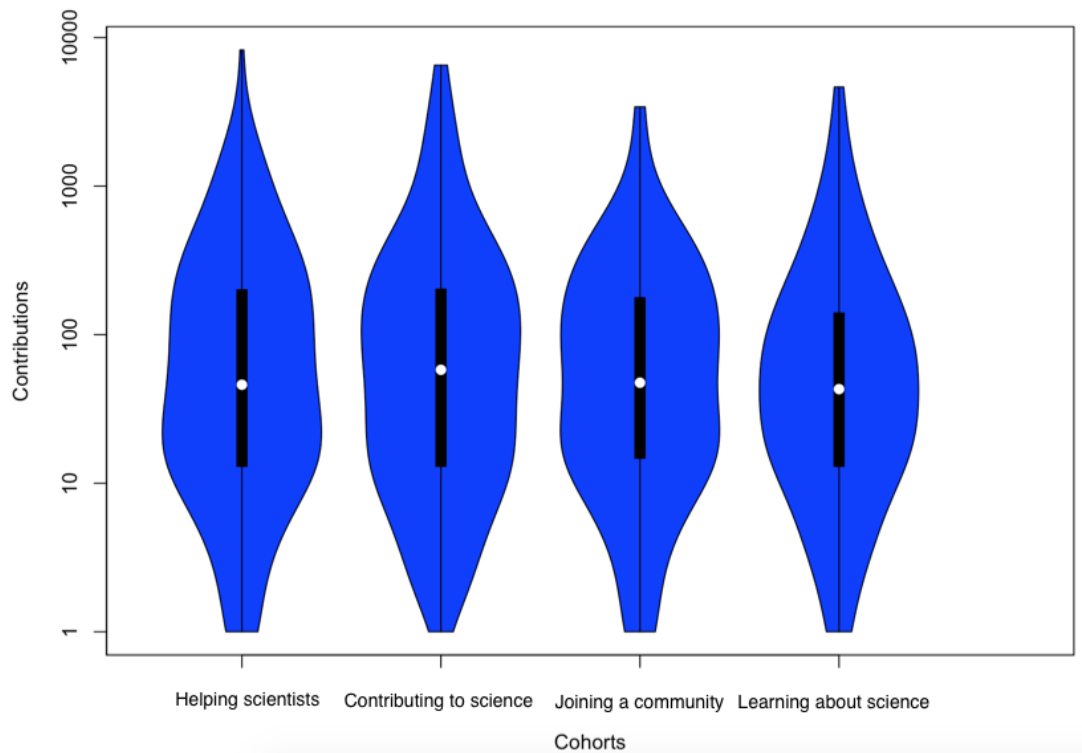 10000
1000
100
10
1
Contributions
Helping scientists
Contributing to science
Joining a community
Learning about science
Cohorts